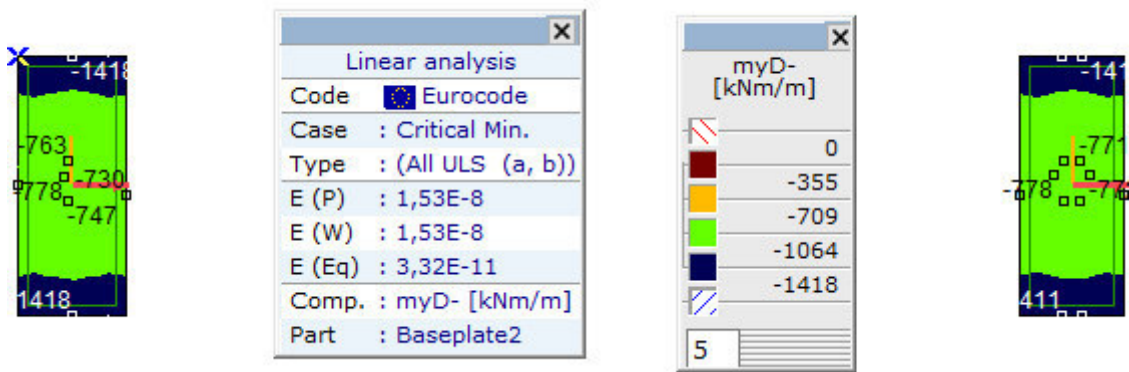 -1418
-763
-730
-778
-747
1418
Linear analysis
Code Eurocode
Case : Critical Min.
Type : (All ULS (a, b))
E (P) : 1,53E-8
E (W) : 1,53E-8
E (Eq) : 3,32E-11
Comp. : myD- [kNm/m]
Part : Baseplate2
myD-
[kNm/m]
0
-355
-709
-1064
-1418
5
-141
-771
-778
411